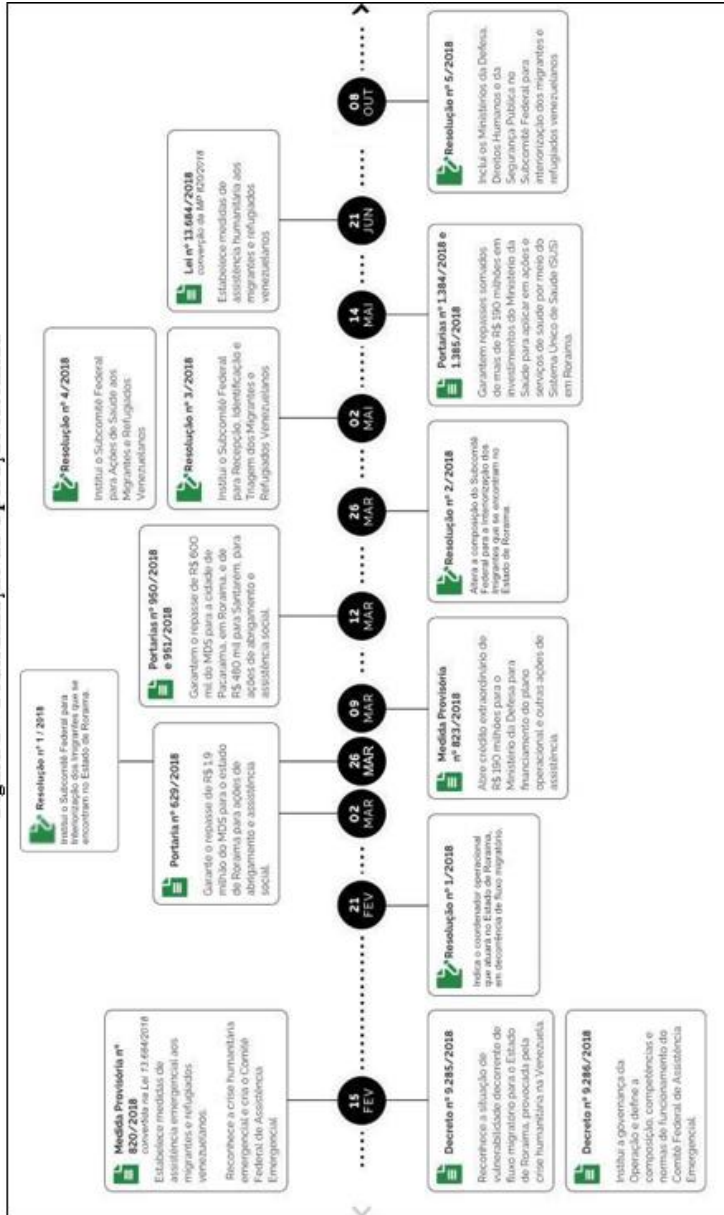 Medida Provisória nº
820/2018
convertida na Lei 13.684/2018
Estabelece medidas de
assistência emergencial aos
migrantes e refugiados
venezuelanos.
Reconhece a crise humanitária
emergencial e cria o Comitê
Federal de Assistência
Emergencial
15
FEV
Decreto nº 9.285/2018
Reconhece a situação de
vulnerabilidade decorrente de
fluxo migratório para o Estado
de Roraima, provocada pela
crise humanitária na Venezuela.
Decreto nº 9.286/2018
Institui a governança da
Operação e define a
composição, competências e
normas de funcionamento do
Comitê Federal de Assistência
Emergencial.
21
FEV
Resolução nº 1/2018
Indica o coordenador operacional
que atuará no Estado de Roraima,
em decorrência de fluxo migratório.
Resolução nº 1/2018
Institui o Subcomitê Federal para
Interiorização dos Imigrantes que se
encontram no Estado de Roraima.
Portaria nº 629/2018
Garante o repasse de R$ 1,9
milhão do MDS para o estado
de Roraima para ações de
abrigamento e assistência
social.
02
MAR
26
MAR
09
MAR
Medida Provisória
nº 823/2018
Abre crédito extraordinário de
R$ 190 milhões para o
Ministério da Defesa para
financiamento do plano
operacional e outras ações de
assistência
Portarias nº 950/2018
e 951/2018
Garantem o repasse de R$ 600
mil do MDS para a cidade de
Pacaraima, em Roraima, e de
R$ 480 mil para Santarém, para
ações de abrigamento e
assistência social.
12
MAR
26
MAR
Resolução nº 2/2018
Altera a composição do Subcomitê
Federal para a Interiorização dos
Imigrantes que se encontram no
Estado de Roraima.
Resolução nº 4/2018
Institui o Subcomitê Federal
para Ações de Saúde aos
Migrantes e Refugiados
Venezuelanos
Resolução nº 3/2018
Institui o Subcomitê Federal
para Recepção, Identificação e
Triagem dos Migrantes e
Refugiados Venezuelanos
02
MAI
14
MAI
Portarias nº 1.384/2018 e
1.385/2018
Garantem repasses somados
de mais de R$ 190 milhões em
investimentos do Ministério da
Saúde para aplicar em ações e
serviços de saúde por meio do
Sistema Único de Saúde (SUS)
em Roraima.
Lei nº 13.684/2018
converção da MP 820/2018
Estabelece medidas de
assistência humanitária aos
migrantes e refugiados
venezuelanos
21
JUN
08
OUT
Resolução nº 5/2018
Inclui os Ministérios da Defesa,
Direitos Humanos e da
Segurança Pública no
Subcomitê Federal para
interiorização dos migrantes e
refugiados venezuelanos